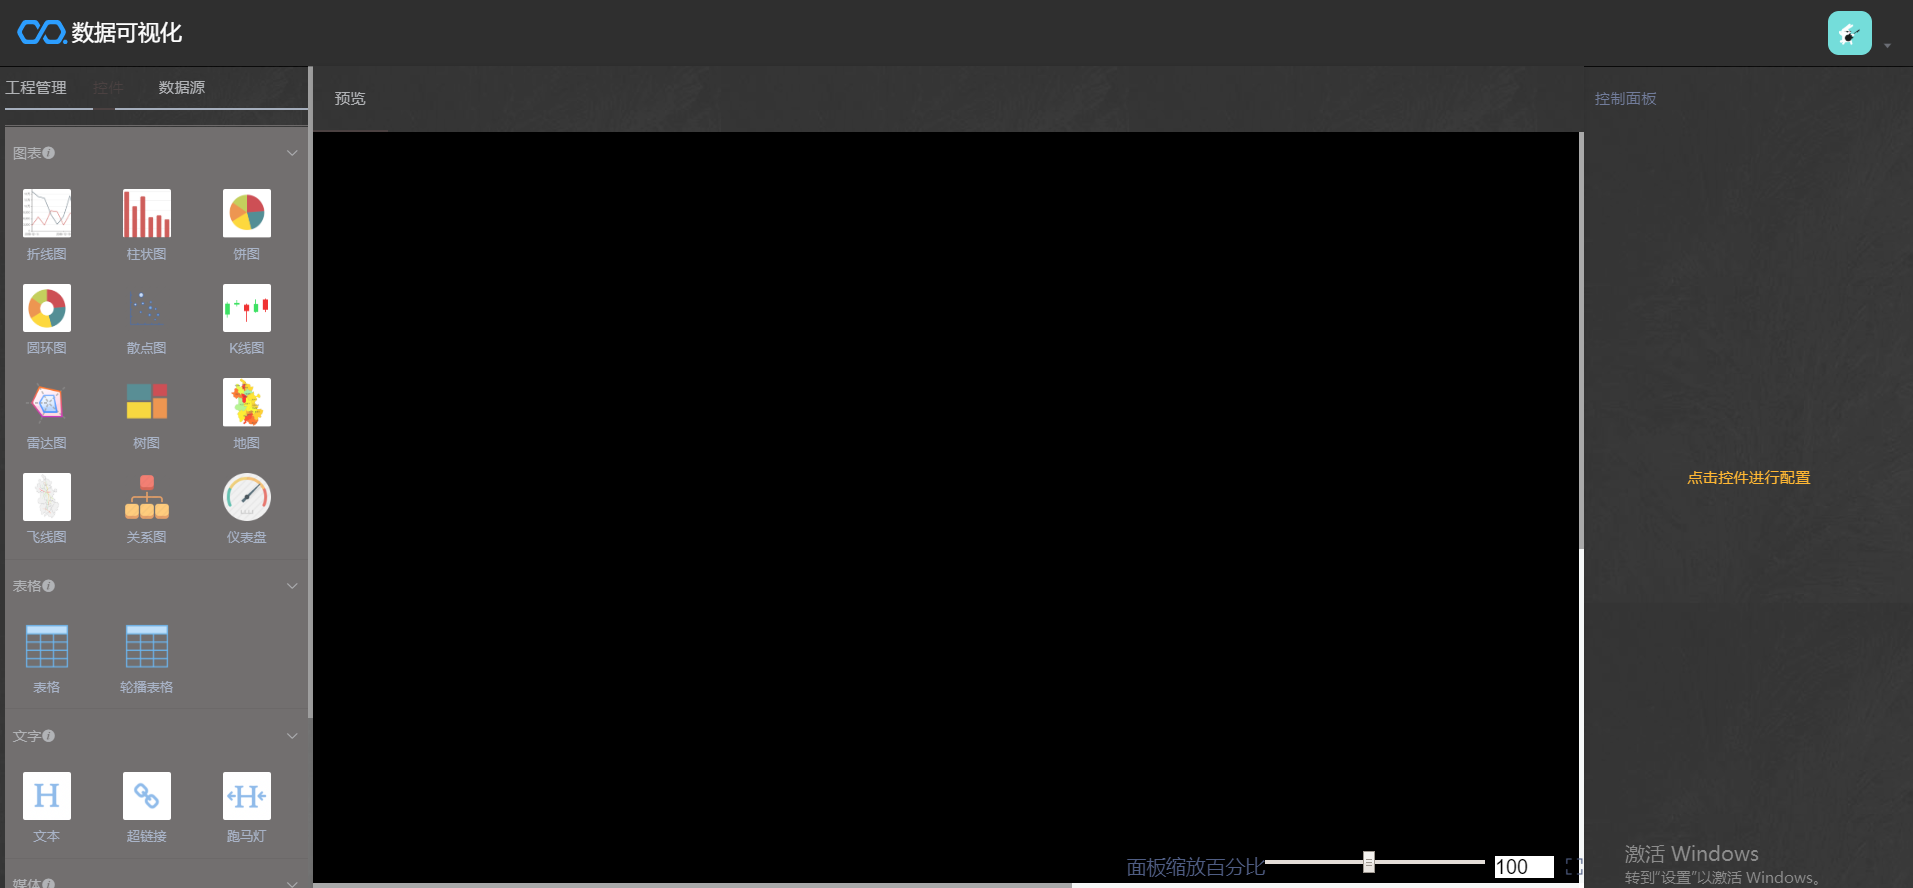 数据可视化
工程管理 控件 数据源
预览
控制面板
图表
折线图 柱状图 饼图
圆环图 散点图 K线图
雷达图 树图 地图
飞线图 关系图 仪表盘
点击控件进行配置
表格
表格 轮播表格
文字
H H
文本 超链接 跑马灯
面板缩放百分比 100
媒体
激活 Windows
转到“设置”以激活 Windows。